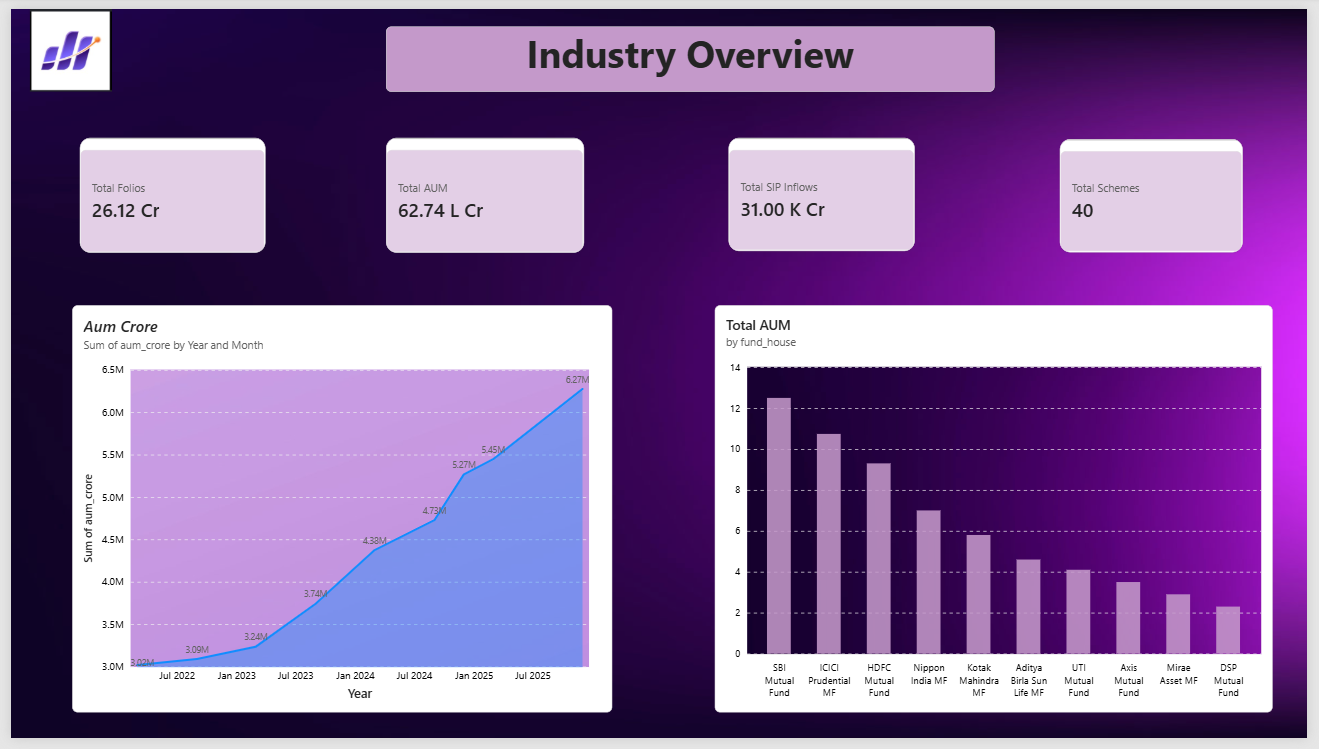 Industry Overview
Total Folios
26.12 Cr
Total AUM
62.74 L Cr
Total SIP Inflows
31.00 K Cr
Total Schemes
40
Aum Crore
Sum of aum_crore by Year and Month
6.5M
6.0M
5.5M
5.0M
4.5M
4.0M
3.5M
3.0M
Sum of aum_crore
3.02M
3.09M
3.24M
3.74M
4.38M
4.73M
5.27M
5.45M
6.27M
Jul 2022 Jan 2023 Jul 2023 Jan 2024 Jul 2024 Jan 2025 Jul 2025
Year
Total AUM
by fund_house
14
12
10
8
6
4
2
0
SBI Mutual Fund
ICICI Prudential MF
HDFC Mutual Fund
Nippon India MF
Kotak Mahindra MF
Aditya Birla Sun Life MF
UTI Mutual Fund
Axis Mutual Fund
Mirae Asset MF
DSP Mutual Fund